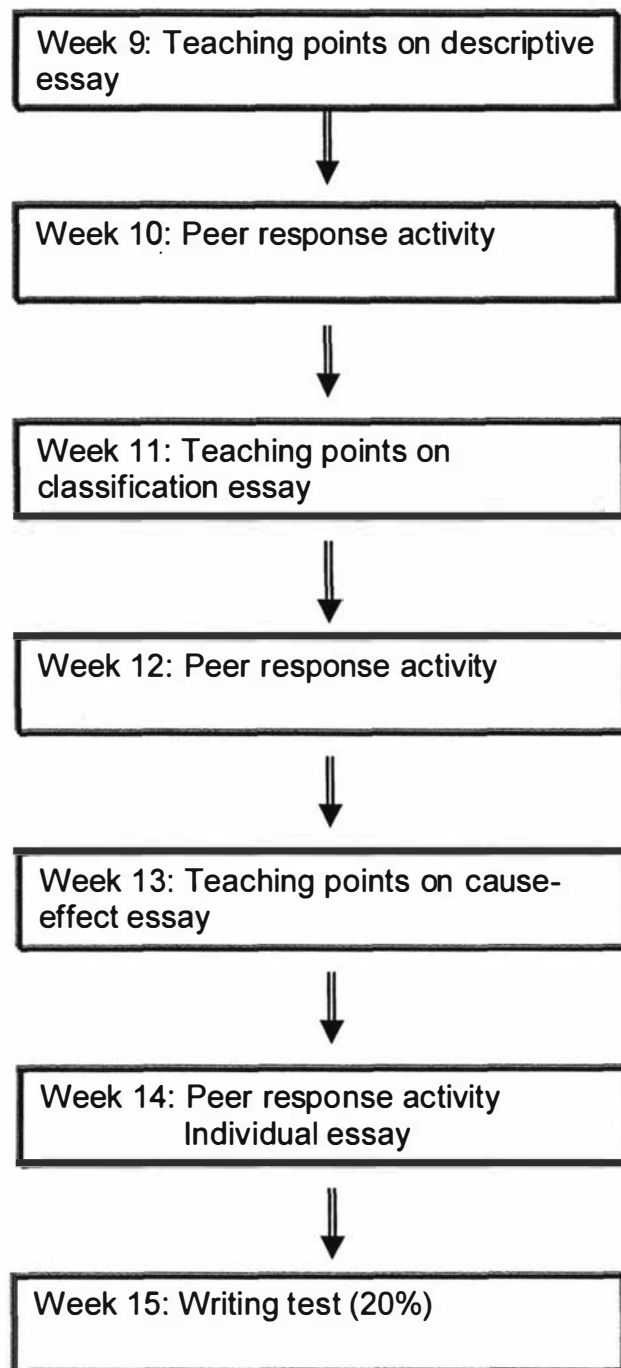 Week 9: Teaching points on descriptive
essay
Week 10: Peer response activity
Week 11: Teaching points on
classification essay
Week 12: Peer response activity
Week 13: Teaching points on cause-
effect essay
Week 14: Peer response activity
Individual essay
Week 15: Writing test (20%)